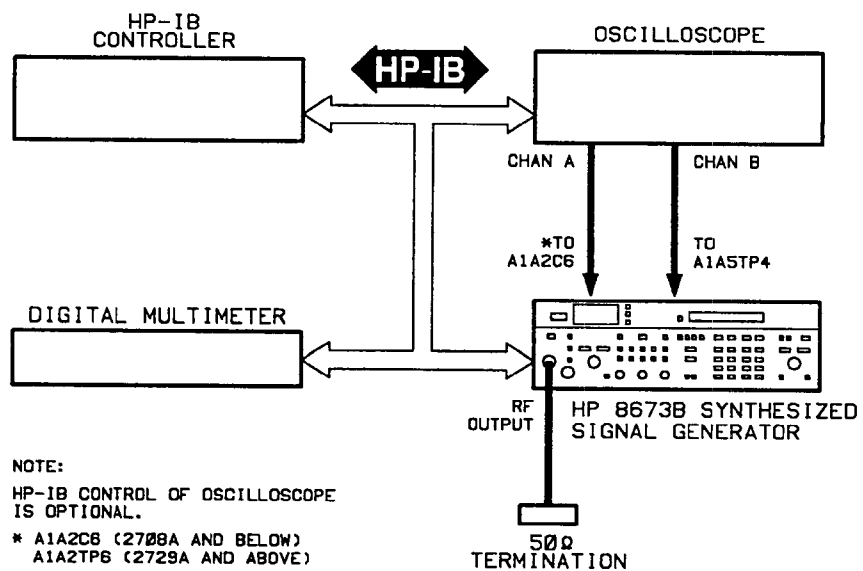 HP-IB
CONTROLLER
HP-IB
OSCILLOSCOPE
CHAN A
CHAN B
*TO
A1A2C6
TO
A1A5TP4
DIGITAL MULTIMETER
RF
OUTPUT
HP 8673B SYNTHESIZED
SIGNAL GENERATOR
NOTE:
HP-IB CONTROL OF OSCILLOSCOPE
IS OPTIONAL.
* A1A2C6 (2708A AND BELOW)
A1A2TP6 (2729A AND ABOVE)
50Ω
TERMINATION